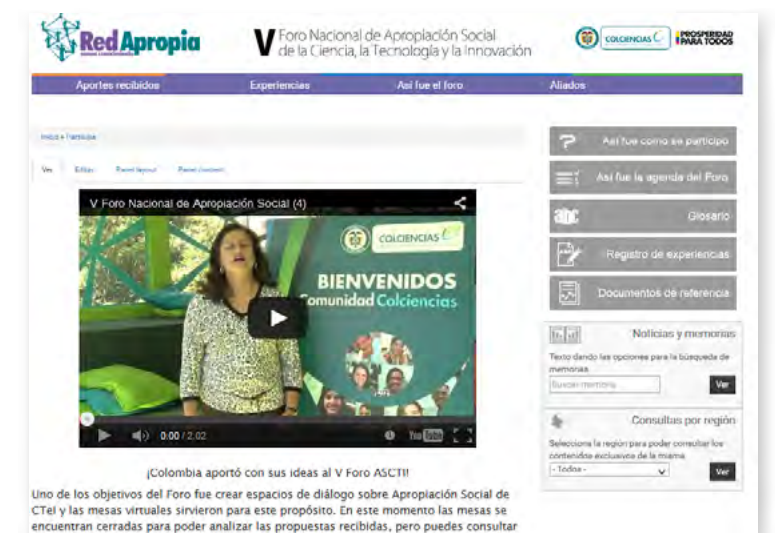 Red Apropia
V Foro Nacional de Apropiación Social
de la Ciencia, la Tecnología y la Innovación
COLCIENCIAS
PROSPERIDAD
PARA TODOS
Aportes recibidos
Experiencias
Así fue el foro
Aliados
Inicio » Participa
Ver
Editar
Panel layout
Panel content
V Foro Nacional de Apropiación Social (4)
COLCIENCIAS
BIENVENIDOS
Comunidad Colciencias
0:00 / 2:02
YouTube
¡Colombia aportó con sus ideas al V Foro ASCTI!
Uno de los objetivos del Foro fue crear espacios de diálogo sobre Apropiación Social de
CTeI y las mesas virtuales sirvieron para este propósito. En este momento las mesas se
encuentran cerradas para poder analizar las propuestas recibidas, pero puedes consultar
Así fue como se participo
Así fue la agenda del Foro
abc
Glosario
Registro de experiencias
Documentos de referencia
Noticias y memorias
Texto dando las opciones para la búsqueda de
memorias
Buscar memoria
Ver
Consultas por región
Selecciona la región para poder consultar los
contenidos exclusivos de la misma
- Todos -
Ver